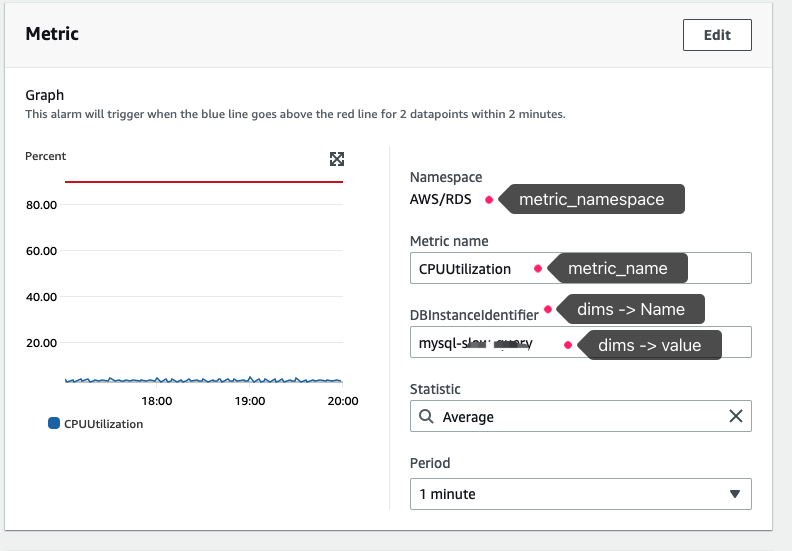 Metric
Edit
Graph
This alarm will trigger when the blue line goes above the red line for 2 datapoints within 2 minutes.
Percent
80.00
60.00
40.00
20.00
18:00
19:00
20:00
CPUUtilization
Namespace
AWS/RDS
metric_namespace
Metric name
CPUUtilization
metric_name
DBInstanceIdentifier
dims -> Name
mysql-
dims -> value
Statistic
Average
Period
1 minute